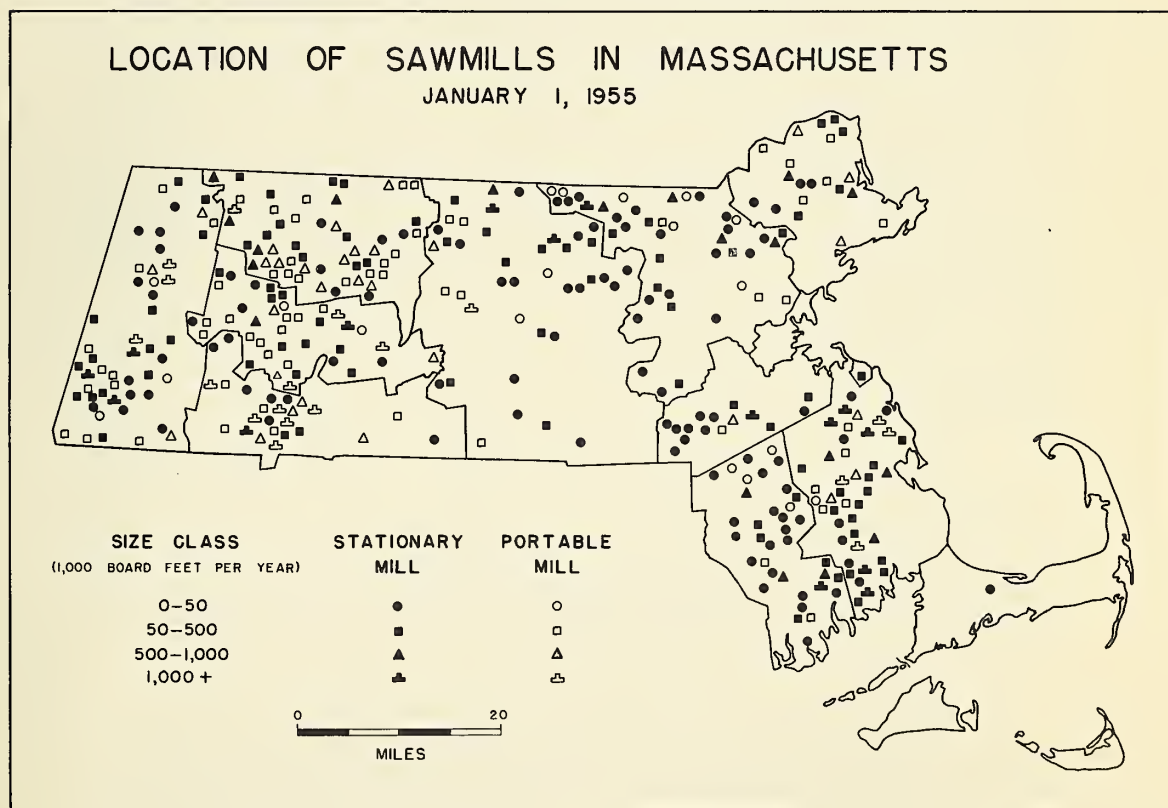 LOCATION OF SAWMILLS IN MASSACHUSETTS
JANUARY 1, 1955
SIZE CLASS STATIONARY PORTABLE
(1,000 BOARD FEET PER YEAR) MILL MILL
0-50
50-500
500-1,000
1,000 +
0 20
MILES